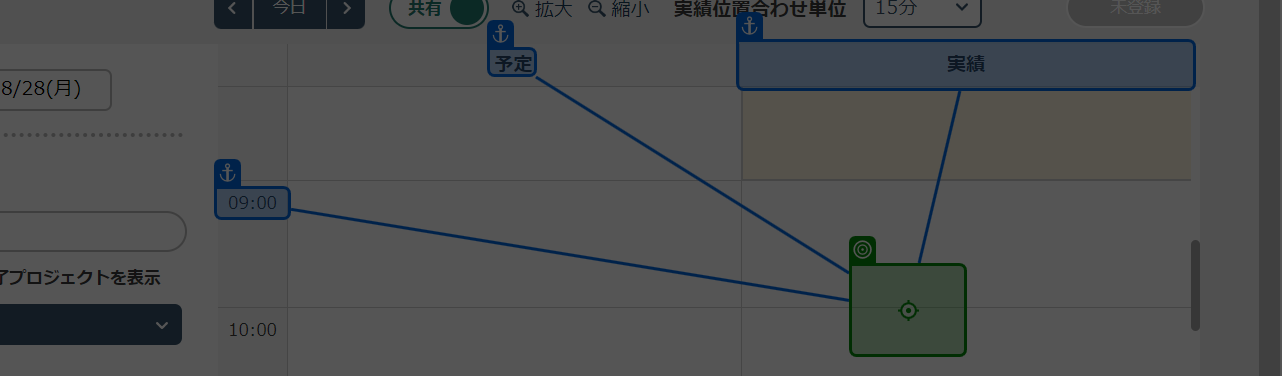 今日 共有 拡大 縮小 実績位置合わせ単位 15分 未登録
予定 実績
8/28(月)
09:00
了プロジェクトを表示
10:00